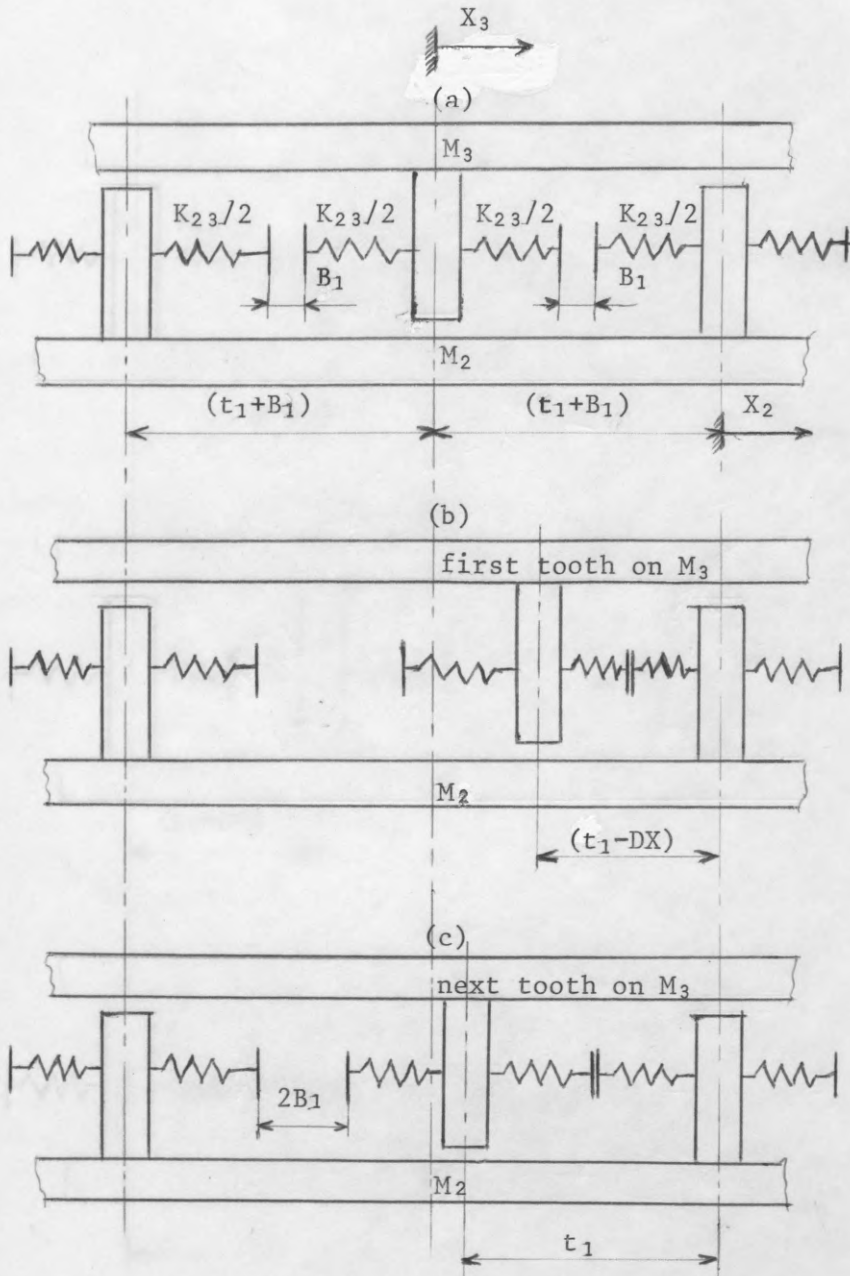 X₃
(a)
M₃
K₂₃/2 K₂₃/2 K₂₃/2 K₂₃/2
B₁ B₁
M₂
(t₁+B₁) (t₁+B₁) X₂
(b)
first tooth on M₃
M₂
(t₁-DX)
(c)
next tooth on M₃
2B₁
M₂
t₁